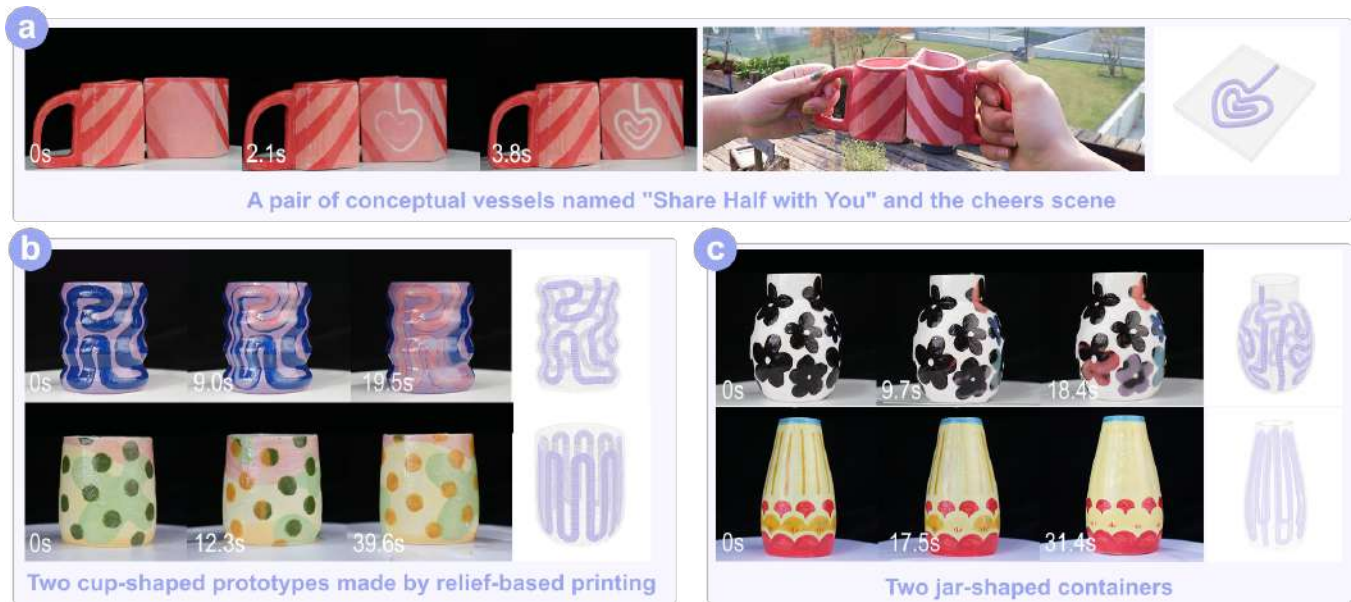 a
0s
2.1s
3.8s
A pair of conceptual vessels named "Share Half with You" and the cheers scene
b
0s
9.0s
19.5s
0s
12.3s
39.6s
Two cup-shaped prototypes made by relief-based printing
c
0s
9.7s
18.4s
0s
17.5s
31.4s
Two jar-shaped containers